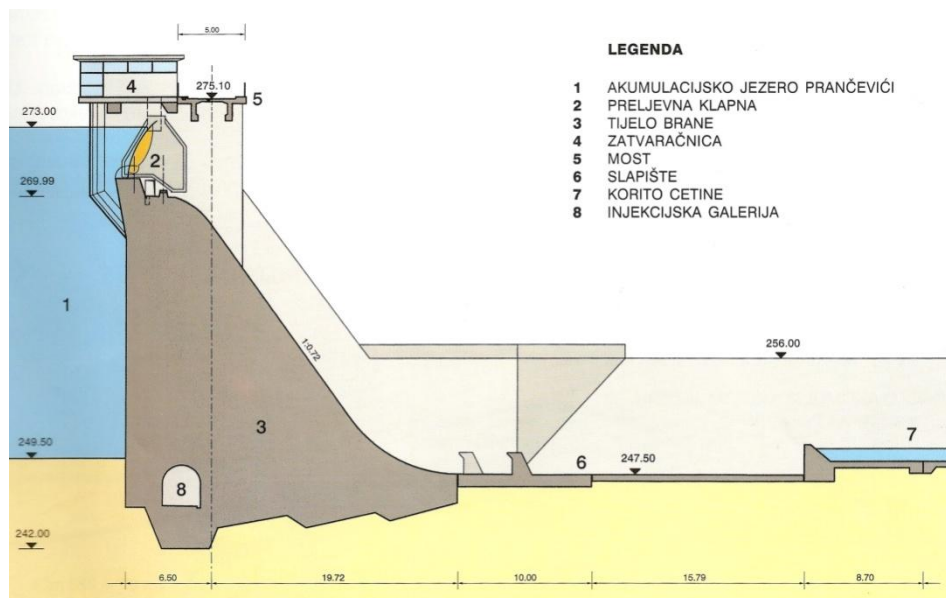 5.00
LEGENDA
1 AKUMULACIJSKO JEZERO PRANČEVIĆI
2 PRELJEVNA KLAPNA
3 TIJELO BRANE
4 ZATVARAČNICA
5 MOST
6 SLAPIŠTE
7 KORITO CETINE
8 INJEKCIJSKA GALERIJA
4
275.10
5
273.00
2
269.99
1
1:0.72
256.00
3
249.50
7
6
247.50
8
242.00
6.50
19.72
10.00
15.79
8.70